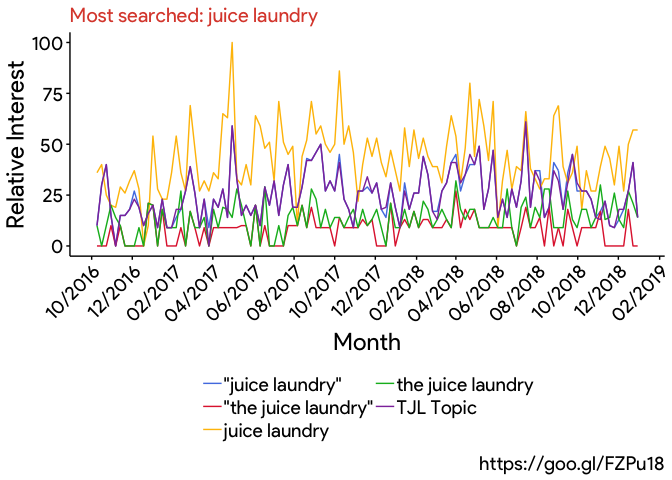 Most searched: juice laundry
100
75
50
25
0
Relative Interest
10/2016 12/2016 02/2017 04/2017 06/2017 08/2017 10/2017 12/2017 02/2018 04/2018 06/2018 08/2018 10/2018 12/2018 02/2019
Month
"juice laundry" the juice laundry
"the juice laundry" TJL Topic
juice laundry
https://goo.gl/FZPu18